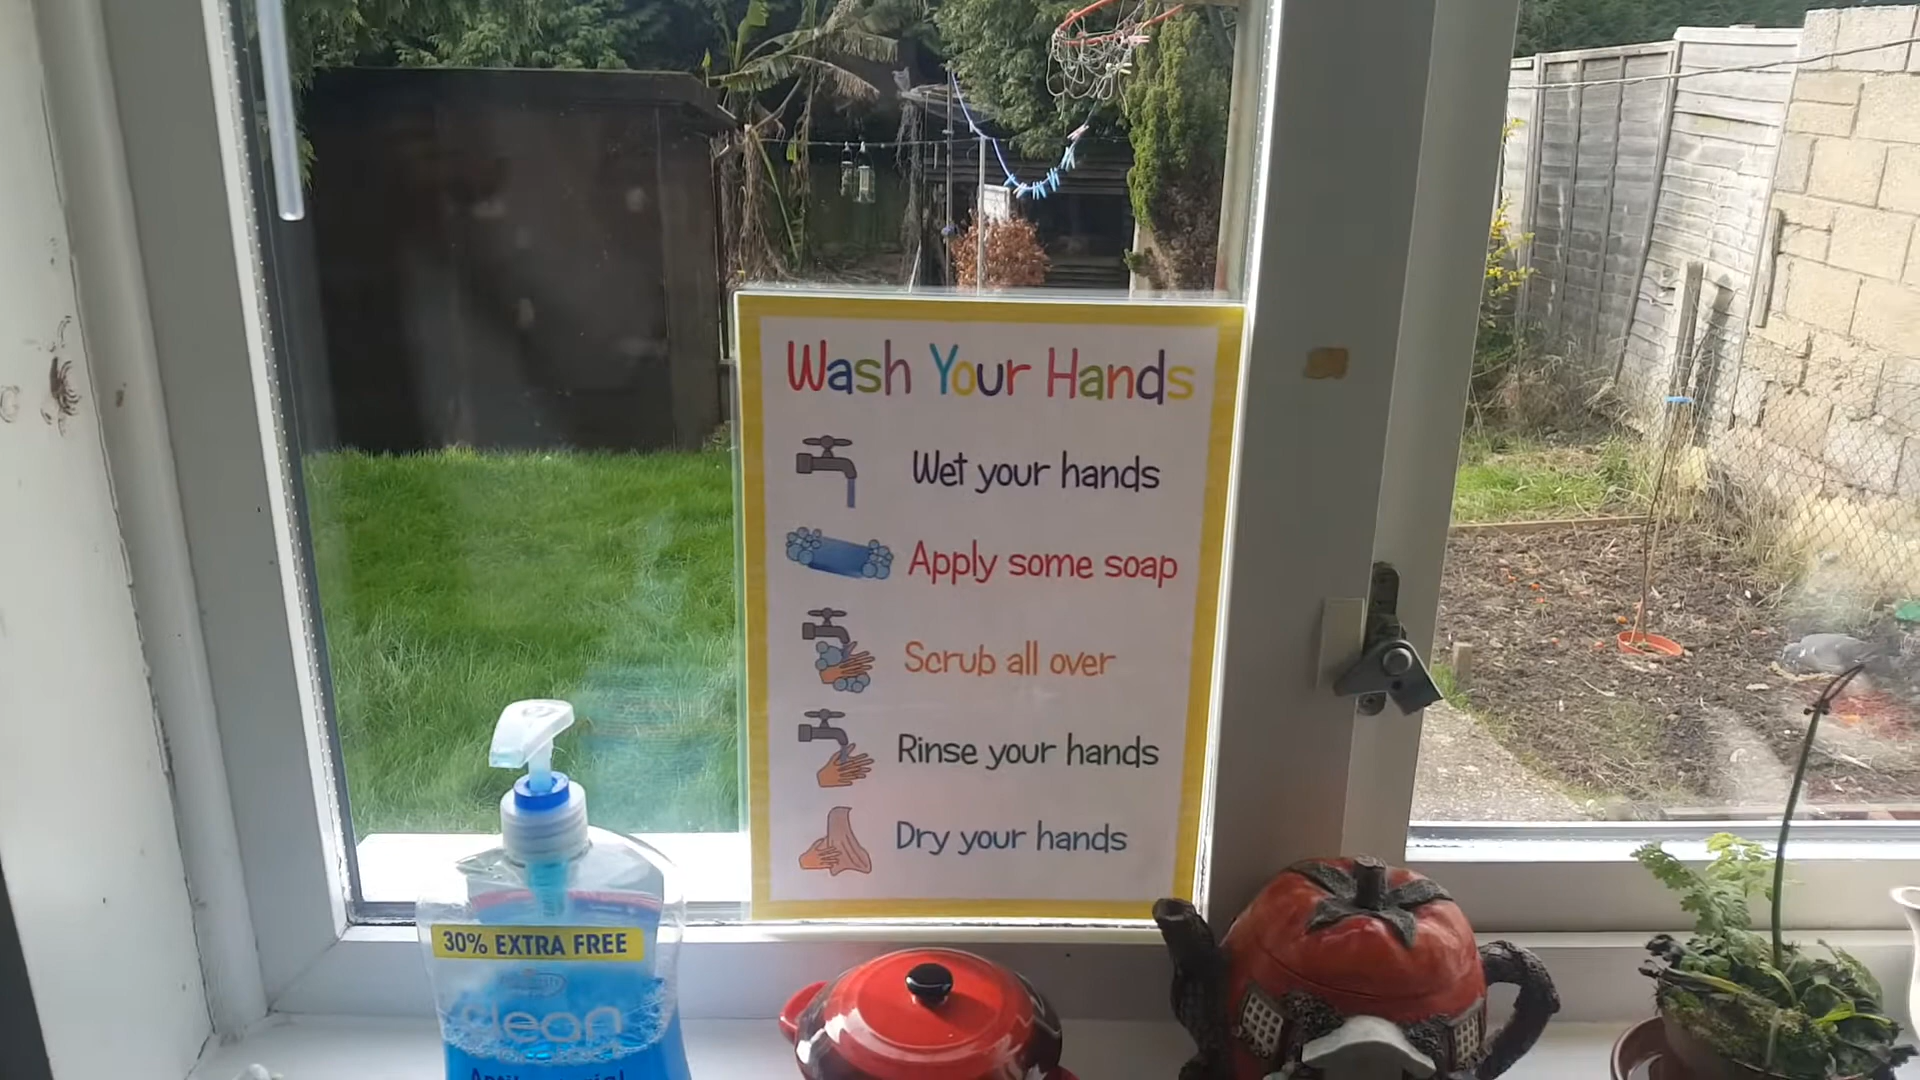 Wash Your Hands
Wet your hands
Apply some soap
Scrub all over
Rinse your hands
Dry your hands
30% EXTRA FREE
clean